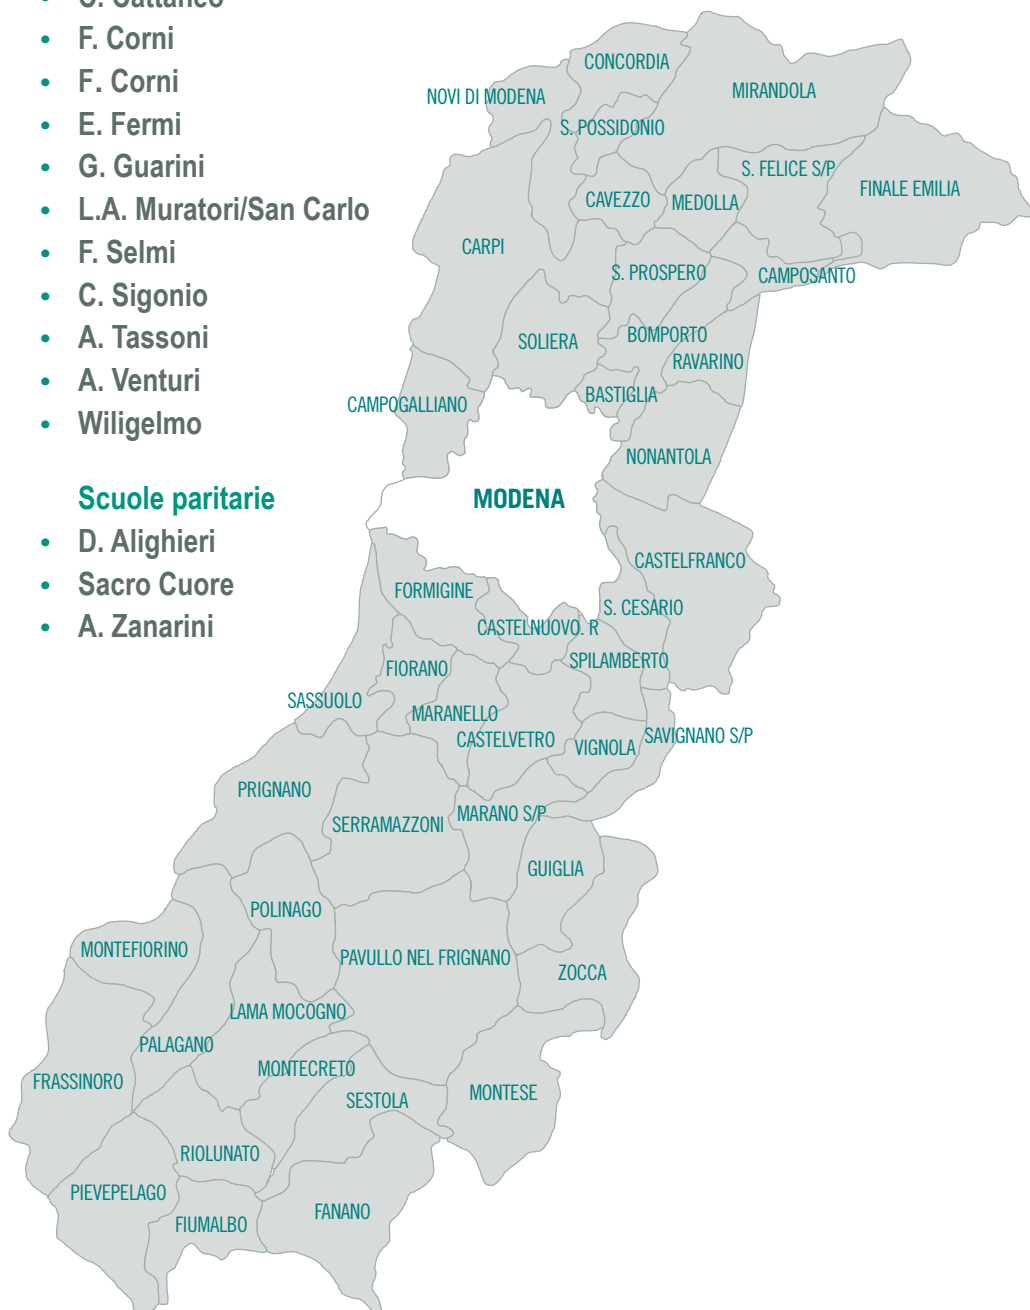 C. Cattaneo
F. Corni
F. Corni
E. Fermi
G. Guarini
L.A. Muratori/San Carlo
F. Selmi
C. Sigonio
A. Tassoni
A. Venturi
Wiligelmo
Scuole paritarie
D. Alighieri
Sacro Cuore
A. Zanarini
CONCORDIA
MIRANDOLA
NOVI DI MODENA
S. POSSIDONIO
S. FELICE S/P
FINALE EMILIA
CAVEZZO
MEDOLLA
CARPI
S. PROSPERO
CAMPOSANTO
BOMPORTO
SOLIERA
RAVARINO
BASTIGLIA
CAMPOGALLIANO
NONANTOLA
MODENA
CASTELFRANCO
FORMIGINE
S. CESARIO
CASTELNUOVO. R
SPILAMBERTO
FIORANO
SASSUOLO
MARANELLO
SAVIGNANO S/P
CASTELVETRO
VIGNOLA
PRIGNANO
MARANO S/P
SERRAMAZZONI
GUIGLIA
POLINAGO
MONTEFIORINO
PAVULLO NEL FRIGNANO
ZOCCA
LAMA MOCOGNO
PALAGANO
MONTECRETO
FRASSINORO
MONTESE
SESTOLA
RIOLUNATO
PIEVEPELAGO
FANANO
FIUMALBO